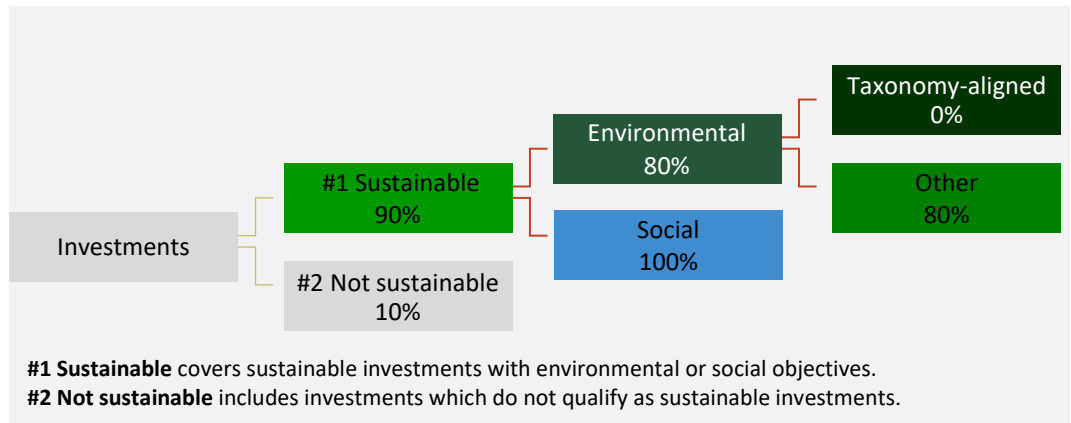 Taxonomy-aligned
0%
Environmental
80%
#1 Sustainable
90%
Other
80%
Social
100%
Investments
#2 Not sustainable
10%
#1 Sustainable covers sustainable investments with environmental or social objectives.
#2 Not sustainable includes investments which do not qualify as sustainable investments.